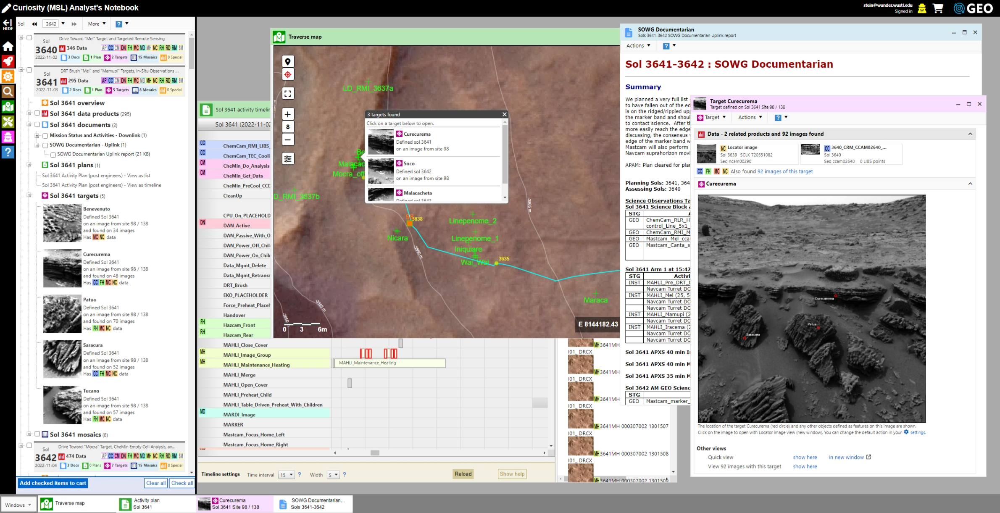 Curiosity (MSL) Analyst's Notebook
stein@wunder.wustl.edu
Signed in
GEO
HIDE
Sol
3642
More
?
Sol
3640
2022-11-02
Drive Toward "Mel" Target and Targeted Remote Sensing
346 Data
AP CC CM DN FH MC MD MH NC RH RD RM SM
3 Docs 1 Plan 2 Targets 15 Mosaics 0 Special
Sol
3641
2022-11-03
DRT Brush "Mel" and "Mamupi" Targets, In-Situ Observations ...
295 Data
AP CC CM DN FH MC MD MH NC RH RD RM SM
2 Docs 1 Plan 5 Targets 8 Mosaics 0 Special
Sol 3641 overview
Sol 3641 data products (295)
Sol 3641 documents (2)
Mission Status and Activities - Downlink (1)
SOWG Documentarian - Uplink (1)
SOWG Documentarian Uplink report (21 KB)
Sol 3641 plans (1)
Sol 3641 Activity Plan (post engineers) - View as list
Sol 3641 Activity Plan (post engineers) - View as timeline
Sol 3641 targets (5)
Benevenuto
Defined Sol 3641
on an image from site 98 / 138
and found on 34 images
Has MC NC data
Curecurema
Defined Sol 3641
on an image from site 98 / 138
and found on 48 images
Has CC FH MC NC data
Patua
Defined Sol 3641
on an image from site 98 / 138
and found on 70 images
Has FH MC NC data
Saracura
Defined Sol 3641
on an image from site 98 / 138
and found on 52 images
Has CC FH MC NC data
Tucano
Defined Sol 3641
on an image from site 98 / 138
and found on 57 images
Has FH MC NC data
Sol 3641 mosaics (8)
Sol
3642
2022-11-04
Drive Toward "Mocra" Target, CheMin Empty Cell Analysis, an...
474 Data
AP CC CM DN FH MC MD MH NC RH RD RM SM
3 Docs 0 Plans 7 Targets 15 Mosaics 0 Special
Add checked items to cart
Clear all
Check all
Sol 3641 activity timelin
Sol 3641 (2022-11-02
CC ChemCam_RMI_LIBS_
CC ChemCam_TEC_Cooli
CM CheMin_Do_Analysis
CM CheMin_Get_Data
CheMin_PreCool_CCD
CleanUp
CPU_On_PLACEHOLD
DN DAN_Active
DAN_Passive_With_O
DAN_Power_Off_Chil
DAN_Power_On_Chil
Data_Mgmt_Delete
Data_Mgmt_Retransm
DRT_Brush
EKO_PLACEHOLDER
Force_Preheat_Placeh
Handover
FH Hazcam_Front
RH Hazcam_Rear
MAHLI_Close_Cover
MH MAHLI_Image_Group
MH MAHLI_Maintenance_Heating
MAHLI_Maintenance_Heating
MAHLI_Merge
MAHLI_Open_Cover
MAHLI_Preheat_Child
MAHLI_Table_Driven_Preheat_With_Children
MD MARDI_Image
MARKER
Mastcam_Focus_Home_Left
Mastcam_Focus_Home_Right
Timeline settings Time interval 15 ? Width S ?
Reload
Show help
Traverse map
8
LD_RMI_3637a
Be
Malacac
Mocra_off
D_RMI_3637b
3638
Nicara
Linepenome_2
Linepenome_1
Iniquiare
Wai_Wai
3635
Maraca
-3865 m
-3860 m
-3855 m
-3850
0 3 6m
E 8144182.43
3 targets found
Click on a target below to open.
Curecurema
Defined sol 3641
on an image from site 98
Soco
Defined sol 3642
on an image from site 98
Malacacheta
MH3641MH
I01_ DRCX
MH3641MH
I01_ DRCX
MH3641MH
I01_ DRCX
MH3641MH 000307002 1301507
I01_ DRCX
MH3641MH 000307002 1301508
I01_ DRCX
MH3641MH 000307002 1301509
SOWG Documentarian
Sols 3641-3642 SOWG Documentarian Uplink report
Actions
?
Sol 3641-3642 : SOWG Documentarian
Summary
We planned a very full list
to have fallen out of the ed
is on the ridged/rippled upp
the marker band and shoul
to contact science. After th
more easily reach the edge
discussing, the consensus
edge of the marker band w
Mastcam will also perform
Navcam suprahorizon movi
APAM: Plan cleared for plan
Planning Sols: 3641, 364
Assessing Sols: 3640
Science Observations Ta
Sol 3641 Science Block a
STG
GEO ChemCam_RLR_H
control_Line_5x1_
GEO ChemCam_RMI_M
GEO Mastcam_Mel_cca
GEO Mastcam_Canta_s
Sol 3641 Arm 1 at 15:47
STG Activi
INST MAHLI_Pre_DRT_
Navcam Turret DO
INST MAHLI_Mel (25, 5
Navcam Turret DO
Navcam Turret DO
INST MAHLI_Mamupi (2
Navcam Turret DO
INST MAHLI_Iracema (2
Navcam Turret DO
Navcam Turret DO
Sol 3641 APXS 40 min I
Sol 3641 APXS 40 min M
Sol 3641 APXS 35 min M
Sol 3642 AM GEO Scienc
STG
GEO Mastcam_marker_
Target Curecurema
Target defined on Sol 3641 Site 98 / 138
Target
Actions
?
Data - 2 related products and 92 images found
NC Locator image
Sol 3639 SCLK 720551082
Seq ncam00290
CC 3640_CRM_CCAM02640_...
Sol 3640
Seq ccam02640 0 LIBS points
CC FH MC NC Also found 92 images of this target
Curecurema
Curecurema
Patua
Saracura
The location of the target Curecurema (red circle) and any other objects defined as features on this image are shown.
Click on the image to open with Locator image view (new window). You can change the default action in your settings.
Other views
Quick view show here in new window
View 92 images with this target show here
Windows
Traverse map
Activity plan
Sol 3641
Curecurema
Sol 3641 Site 98 / 138
SOWG Documentarian...
Sols 3641-3642